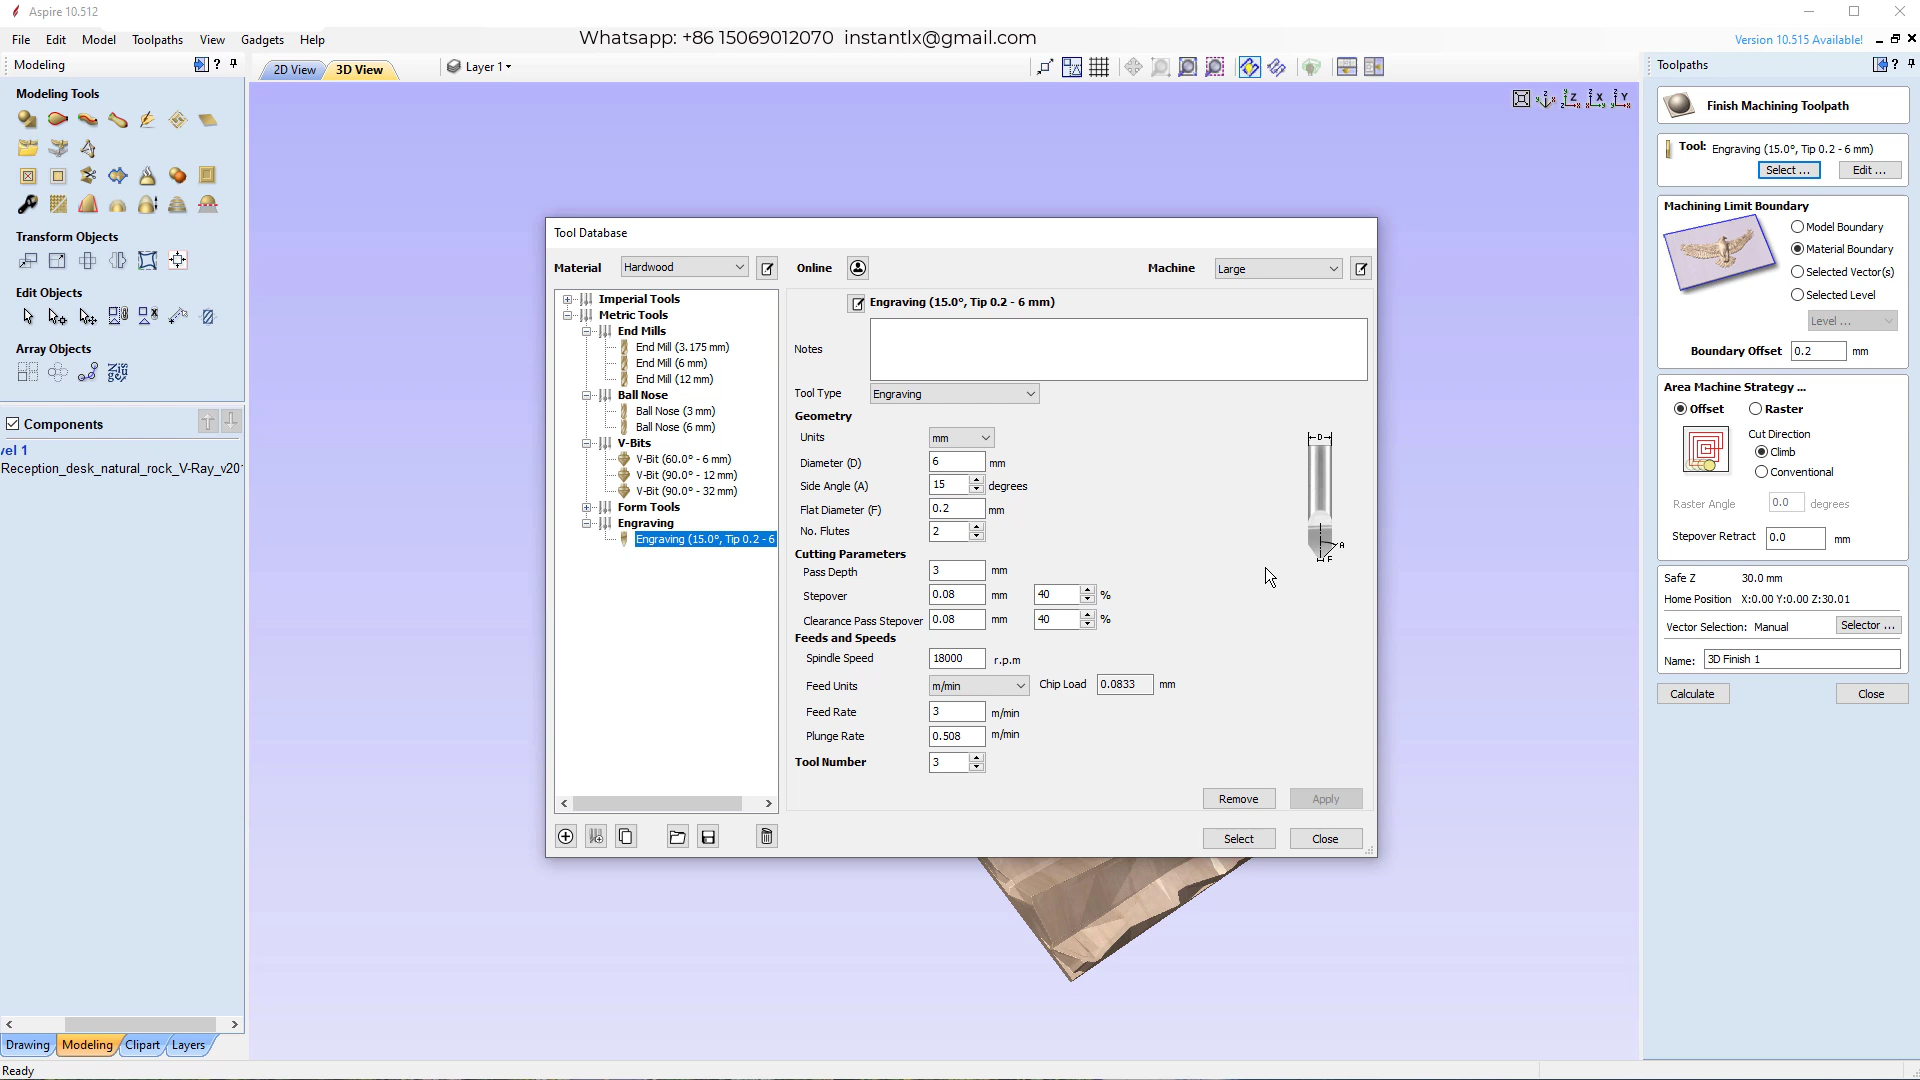 Aspire 10.512
File Edit Model Toolpaths View Gadgets Help
Whatsapp: +86 15069012070 instantlx@gmail.com
Version 10.515 Available!
Modeling
?
2D View
3D View
Layer 1
Toolpaths
?
Modeling Tools
Transform Objects
Edit Objects
Array Objects
Components
vel 1
Reception_desk_natural_rock_V-Ray_v20
Drawing Modeling Clipart Layers
Ready
Tool Database
Material Hardwood
Online
Machine Large
Imperial Tools
Metric Tools
End Mills
End Mill (3.175 mm)
End Mill (6 mm)
End Mill (12 mm)
Ball Nose
Ball Nose (3 mm)
Ball Nose (6 mm)
V-Bits
V-Bit (60.0° - 6 mm)
V-Bit (90.0° - 12 mm)
V-Bit (90.0° - 32 mm)
Form Tools
Engraving
Engraving (15.0°, Tip 0.2 - 6
Engraving (15.0°, Tip 0.2 - 6 mm)
Notes
Tool Type Engraving
Geometry
Units mm
Diameter (D) 6 mm
Side Angle (A) 15 degrees
Flat Diameter (F) 0.2 mm
No. Flutes 2
D
A
F
Cutting Parameters
Pass Depth 3 mm
Stepover 0.08 mm 40 %
Clearance Pass Stepover 0.08 mm 40 %
Feeds and Speeds
Spindle Speed 18000 r.p.m
Feed Units m/min Chip Load 0.0833 mm
Feed Rate 3 m/min
Plunge Rate 0.508 m/min
Tool Number 3
Remove Apply
Select Close
Z X Y
Finish Machining Toolpath
Tool: Engraving (15.0°, Tip 0.2 - 6 mm)
Select ... Edit ...
Machining Limit Boundary
Model Boundary
Material Boundary
Selected Vector(s)
Selected Level
Level ...
Boundary Offset 0.2 mm
Area Machine Strategy ...
Offset Raster
Cut Direction
Climb
Conventional
Raster Angle 0.0 degrees
Stepover Retract 0.0 mm
Safe Z 30.0 mm
Home Position X:0.00 Y:0.00 Z:30.01
Vector Selection: Manual Selector ...
Name: 3D Finish 1
Calculate Close